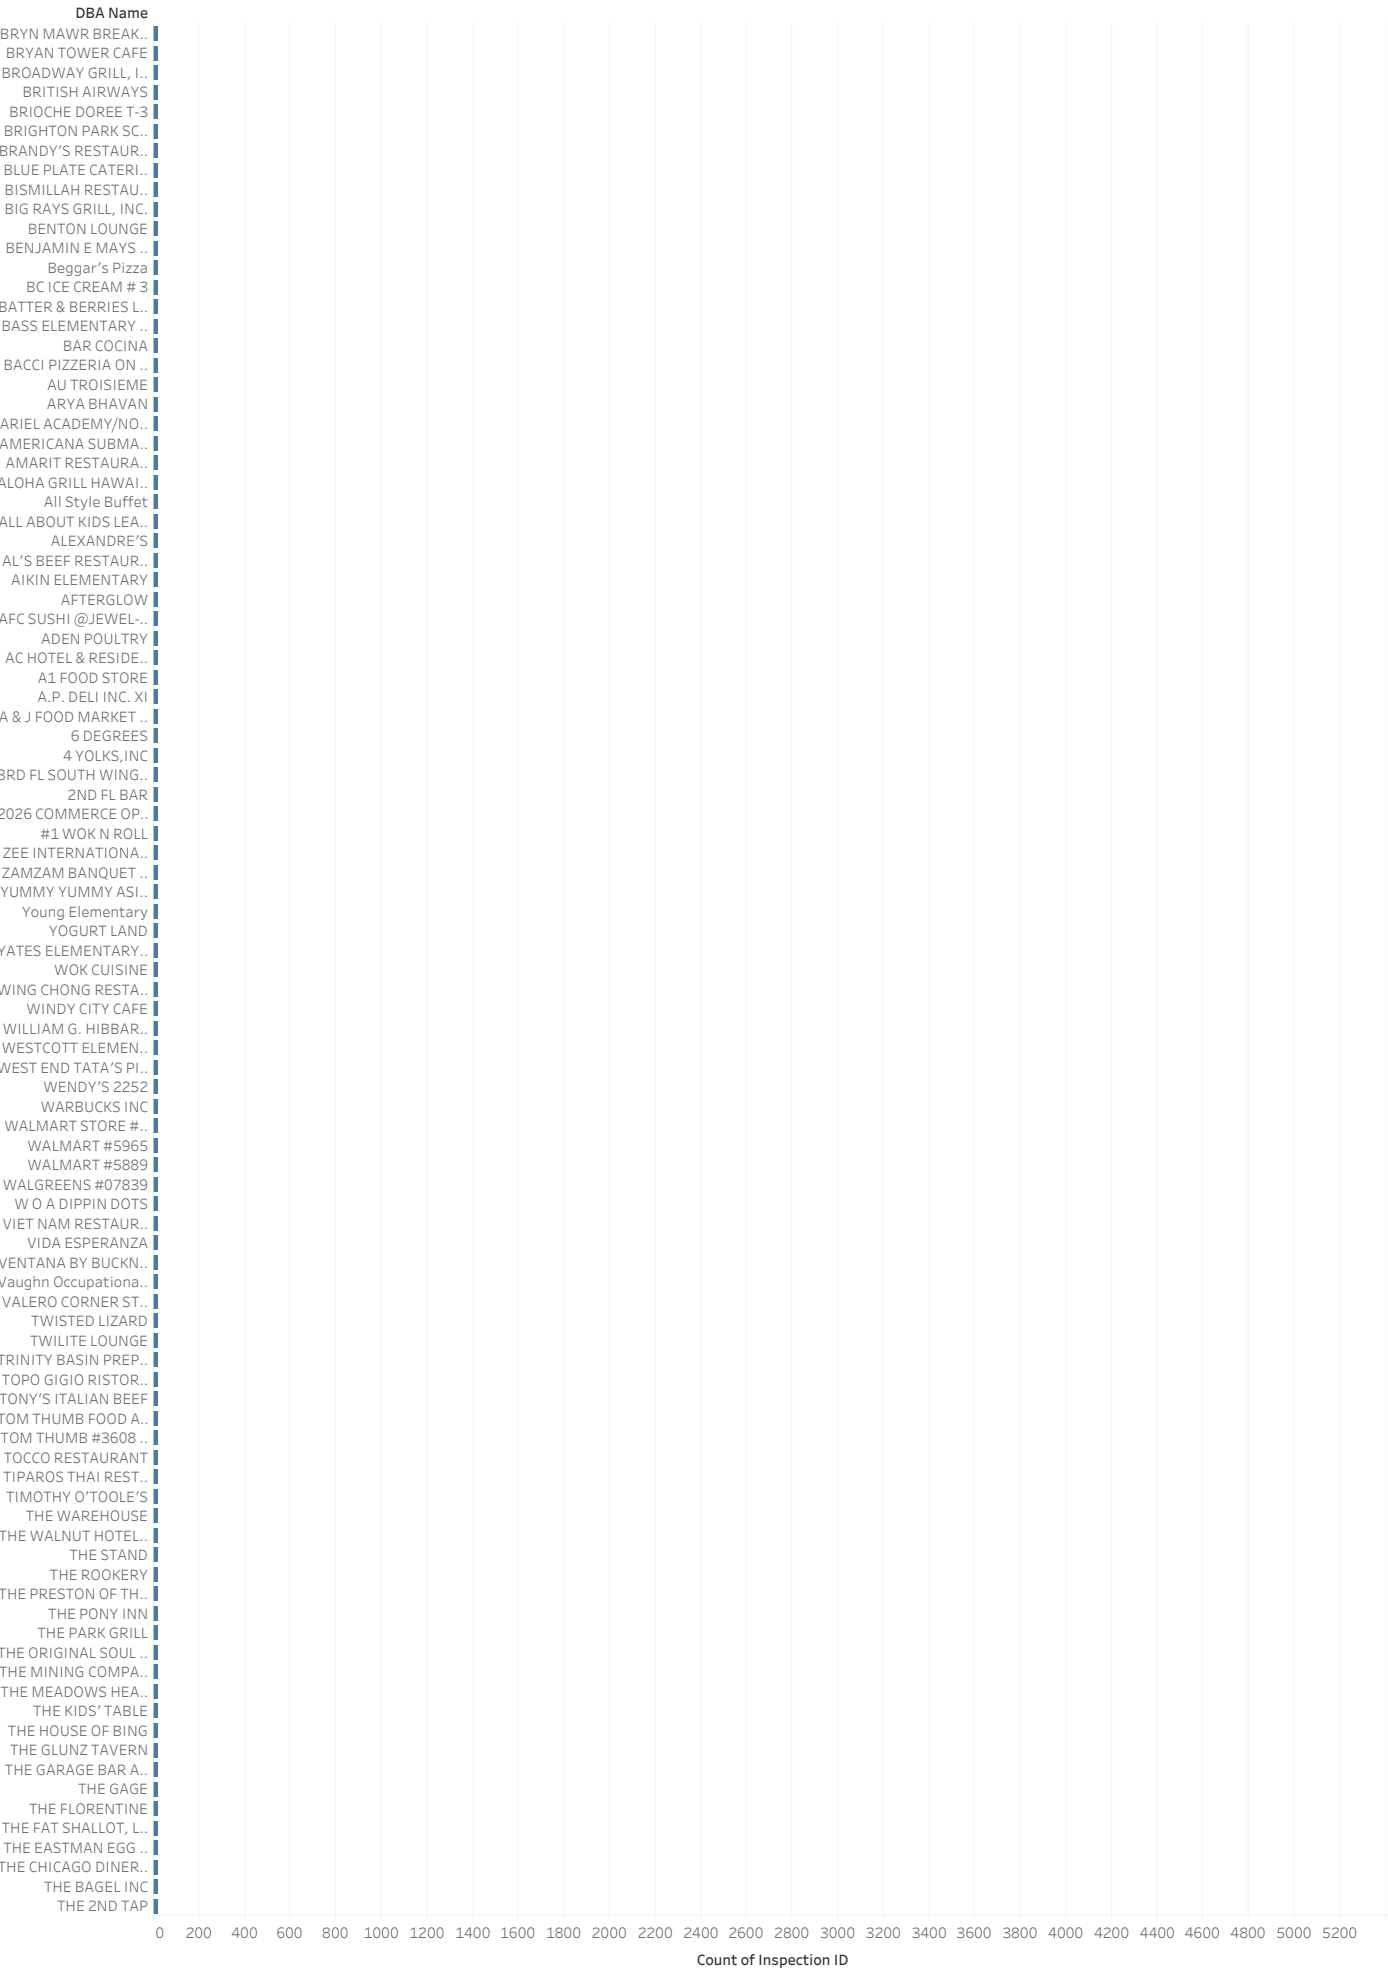 DBA Name
BRYN MAWR BREAK..
BRYAN TOWER CAFE
BROADWAY GRILL, I..
BRITISH AIRWAYS
BRIOCHE DOREE T-3
BRIGHTON PARK SC..
BRANDY'S RESTAUR..
BLUE PLATE CATERI..
BISMILLAH RESTAU..
BIG RAYS GRILL, INC.
BENTON LOUNGE
BENJAMIN E MAYS ..
Beggar's Pizza
BC ICE CREAM # 3
BATTER & BERRIES L..
BASS ELEMENTARY ..
BAR COCINA
BACCI PIZZERIA ON ..
AU TROISIEME
ARYA BHAVAN
ARIEL ACADEMY/NO..
AMERICANA SUBMA..
AMARIT RESTAURA..
ALOHA GRILL HAWAI..
All Style Buffet
ALL ABOUT KIDS LEA..
ALEXANDRE'S
AL'S BEEF RESTAUR..
AIKIN ELEMENTARY
AFTERGLOW
AFC SUSHI @JEWEL-..
ADEN POULTRY
AC HOTEL & RESIDE..
A1 FOOD STORE
A.P. DELI INC. XI
A & J FOOD MARKET ..
6 DEGREES
4 YOLKS,INC
3RD FL SOUTH WING..
2ND FL BAR
2026 COMMERCE OP..
#1 WOK N ROLL
ZEE INTERNATIONA..
ZAMZAM BANQUET ..
YUMMY YUMMY ASI..
Young Elementary
YOGURT LAND
YATES ELEMENTARY..
WOK CUISINE
WING CHONG RESTA..
WINDY CITY CAFE
WILLIAM G. HIBBAR..
WESTCOTT ELEMEN..
WEST END TATA'S PI..
WENDY'S 2252
WARBUCKS INC
WALMART STORE #..
WALMART #5965
WALMART #5889
WALGREENS #07839
W O A DIPPIN DOTS
VIET NAM RESTAUR..
VIDA ESPERANZA
VENTANA BY BUCKN..
Vaughn Occupationa..
VALERO CORNER ST..
TWISTED LIZARD
TWILITE LOUNGE
TRINITY BASIN PREP..
TOPO GIGIO RISTOR..
TONY'S ITALIAN BEEF
TOM THUMB FOOD A..
TOM THUMB #3608 ..
TOCCO RESTAURANT
TIPAROS THAI REST..
TIMOTHY O'TOOLE'S
THE WAREHOUSE
THE WALNUT HOTEL..
THE STAND
THE ROOKERY
THE PRESTON OF TH..
THE PONY INN
THE PARK GRILL
THE ORIGINAL SOUL ..
THE MINING COMPA..
THE MEADOWS HEA..
THE KIDS' TABLE
THE HOUSE OF BING
THE GLUNZ TAVERN
THE GARAGE BAR A..
THE GAGE
THE FLORENTINE
THE FAT SHALLOT, L..
THE EASTMAN EGG ..
THE CHICAGO DINER..
THE BAGEL INC
THE 2ND TAP
0 200 400 600 800 1000 1200 1400 1600 1800 2000 2200 2400 2600 2800 3000 3200 3400 3600 3800 4000 4200 4400 4600 4800 5000 5200
Count of Inspection ID